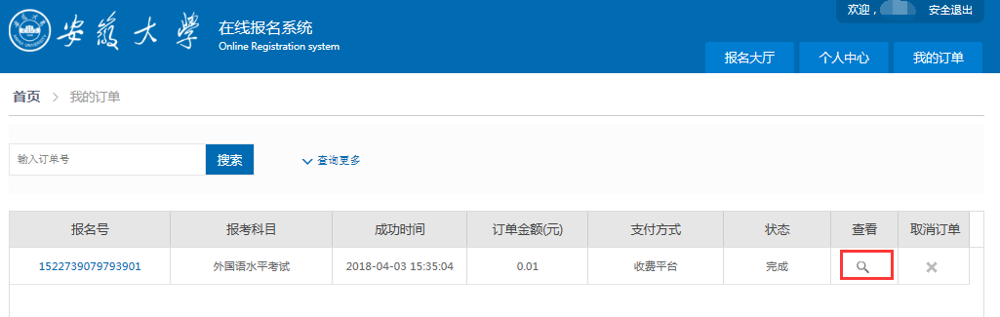 欢迎， 安全退出
安徽大学 在线报名系统
Online Registration system
报名大厅 个人中心 我的订单
首页 > 我的订单
输入订单号 搜索 查询更多
报名号 报考科目 成功时间 订单金额(元) 支付方式 状态 查看 取消订单
1522739079793901 外国语水平考试 2018-04-03 15:35:04 0.01 收费平台 完成